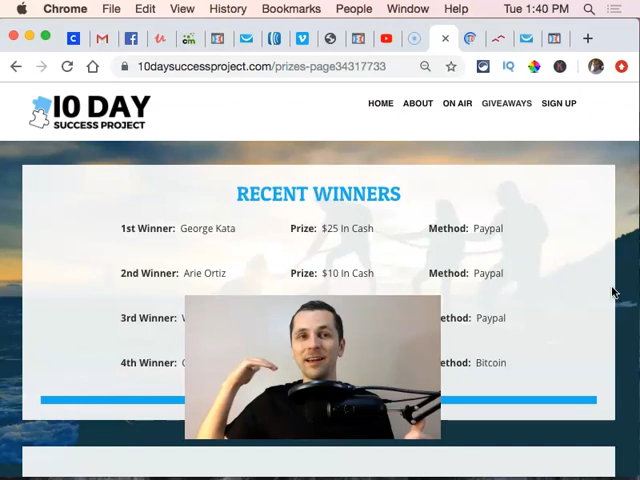 Chrome File Edit View History Bookmarks People Window Help Tue 1:40 PM
10daysuccessproject.com/prizes-page34317733
10 DAY
SUCCESS PROJECT
HOME ABOUT ON AIR GIVEAWAYS SIGN UP
RECENT WINNERS
1st Winner: George Kata Prize: $25 In Cash Method: Paypal
2nd Winner: Arie Ortiz Prize: $10 In Cash Method: Paypal
3rd Winner: ethod: Paypal
4th Winner: ethod: Bitcoin